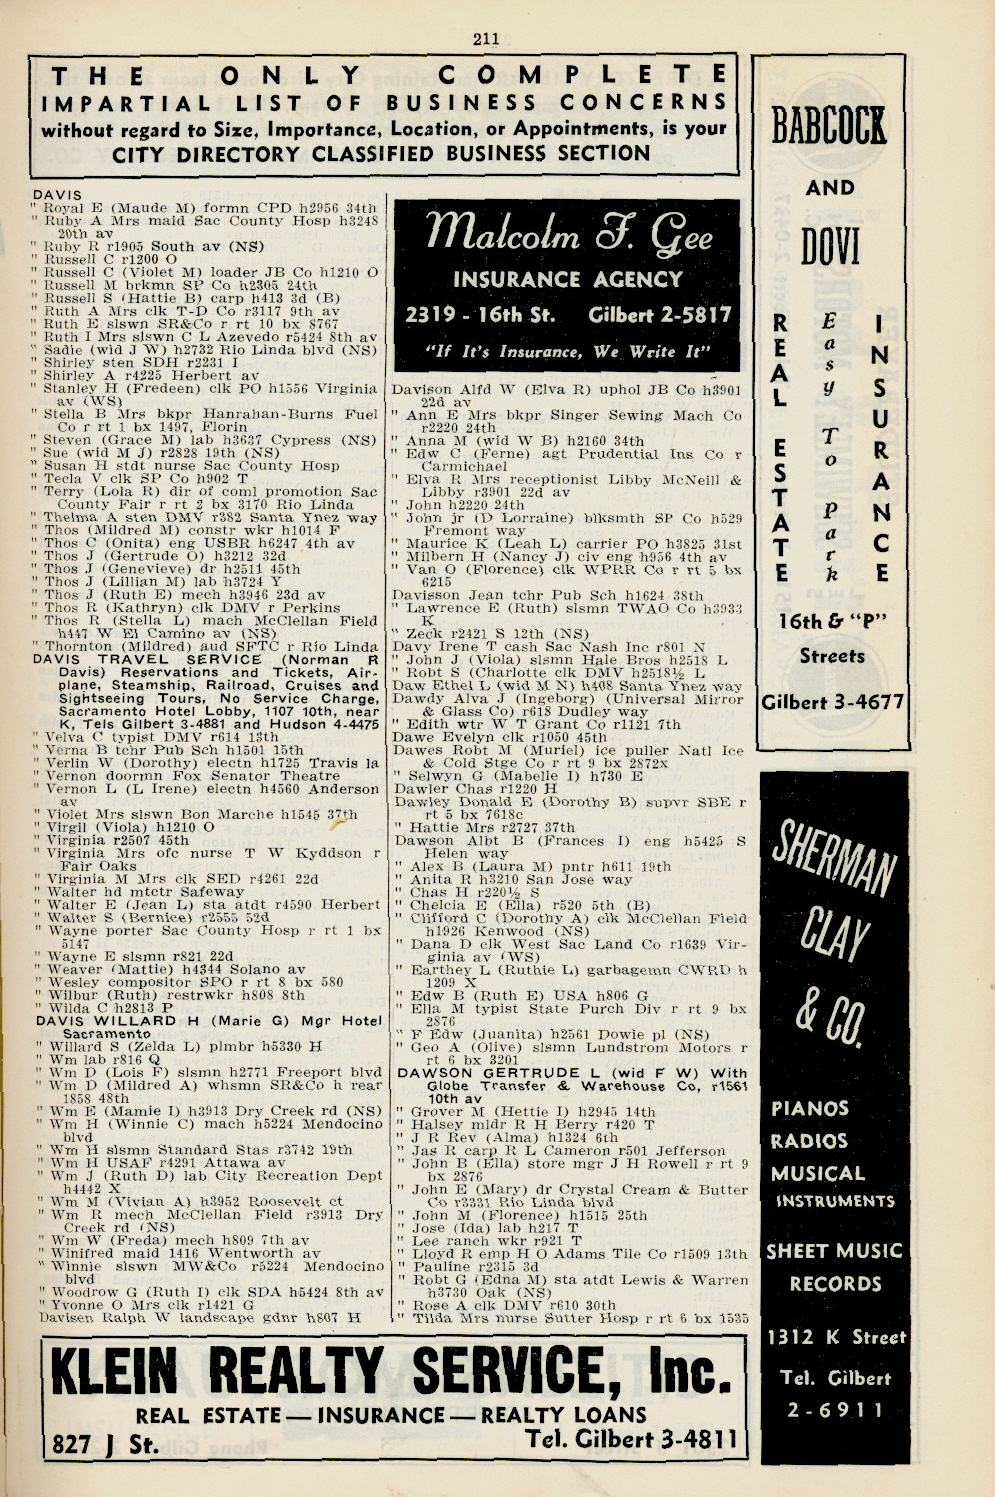 211
THE ONLY COMPLETE
IMPARTIAL LIST OF BUSINESS CONCERNS
without regard to Size, Importance, Location, or Appointments, is your
CITY DIRECTORY CLASSIFIED BUSINESS SECTION
DAVIS
" Royal E (Maude M) formn CPD h2956 34th
" Ruby A Mrs maid Sac County Hosp h3248
20th av
" Ruby R r1905 South av (NS)
" Russell C r1200 O
" Russell C (Violet M) loader JB Co h1210 O
" Russell M brkmn SP Co h2305 24th
" Russell S (Hattie B) carp h413 3d (B)
" Ruth A Mrs clk T-D Co r3117 9th av
" Ruth E slswn SR&Co r rt 10 bx 8767
" Ruth I Mrs slswn C L Azevedo r5424 8th av
" Sadie (wid J W) h2732 Rio Linda blvd (NS)
" Shirley sten SDH r2231 I
" Shirley A r4225 Herbert av
" Stanley H (Fredeen) clk PO h1556 Virginia
av (WS)
" Stella B Mrs bkpr Hanrahan-Burns Fuel
Co r rt 1 bx 1497, Florin
" Steven (Grace M) lab h3637 Cypress (NS)
" Sue (wid M J) r2828 19th (NS)
" Susan H stdt nurse Sac County Hosp
" Tecla V clk SP Co h902 T
" Terry (Lola R) dir of coml promotion Sac
County Fair r rt 2 bx 3170 Rio Linda
" Thelma A sten DMV r382 Santa Ynez way
" Thos (Mildred M) constr wkr h1014 F
" Thos C (Onita) eng USBR h6247 4th av
" Thos J (Gertrude O) h3212 32d
" Thos J (Genevieve) dr h2511 45th
" Thos J (Lillian M) lab h3724 Y
" Thos J (Ruth E) mech h3946 23d av
" Thos R (Kathryn) clk DMV r Perkins
" Thos R (Stella L) mach McClellan Field
h447 W El Camino av (NS)
" Thornton (Mildred) aud SFTC r Rio Linda
DAVIS TRAVEL SERVICE (Norman R
Davis) Reservations and Tickets, Air-
plane, Steamship, Railroad, Cruises and
Sightseeing Tours, No Service Charge,
Sacramento Hotel Lobby, 1107 10th, near
K, Tels Gilbert 3-4881 and Hudson 4-4475
" Velva C typist DMV r614 13th
" Verna B tchr Pub Sch h1501 15th
" Verlin W (Dorothy) electn h1725 Travis la
" Vernon doormn Fox Senator Theatre
" Vernon L (L Irene) electn h4560 Anderson
av
" Violet Mrs slswn Bon Marche h1545 37th
" Virgil (Viola) h1210 O
" Virginia r2507 45th
" Virginia Mrs ofc nurse T W Kyddson r
Fair Oaks
" Virginia M Mrs clk SED r4261 22d
" Walter hd mtctr Safeway
" Walter E (Jean L) sta atdt r4590 Herbert
" Walter S (Bernice) r2555 52d
" Wayne porter Sac County Hosp r rt 1 bx
5147
" Wayne E slsmn r821 22d
" Weaver (Mattie) h4344 Solano av
" Wesley compositor SPO r rt 8 bx 580
" Wilbur (Ruth) restrwkr h808 8th
" Wilda C h2813 P
DAVIS WILLARD H (Marie G) Mgr Hotel
Sacramento
" Willard S (Zelda L) plmbr h5330 H
" Wm lab r816 Q
" Wm D (Lois F) slsmn h2771 Freeport blvd
" Wm D (Mildred A) whsmn SR&Co h rear
1858 48th
" Wm E (Mamie I) h3913 Dry Creek rd (NS)
" Wm H (Winnie C) mach h5224 Mendocino
blvd
" Wm H slsmn Standard Stas r3742 19th
" Wm H USAF r4291 Attawa av
" Wm J (Ruth D) lab City Recreation Dept
h4442 X
" Wm M (Vivian A) h3952 Roosevelt ct
" Wm R mech McClellan Field r3913 Dry
Creek rd (NS)
" Wm W (Freda) mech h809 7th av
" Winifred maid 1416 Wentworth av
" Winnie slswn MW&Co r5224 Mendocino
blvd
" Woodrow G (Ruth I) clk SDA h5424 8th av
" Yvonne O Mrs clk r1421 G
Davisen Ralph W landscape gdnr h807 H
Malcolm F. Gee
INSURANCE AGENCY
2319 - 16th St. Gilbert 2-5817
"If It's Insurance, We Write It"
Davison Alfd W (Elva R) uphol JB Co h3901
22d av
" Ann E Mrs bkpr Singer Sewing Mach Co
r2220 24th
" Anna M (wid W B) h2160 34th
" Edw C (Ferne) agt Prudential Ins Co r
Carmichael
" Elva R Mrs receptionist Libby McNeill &
Libby r3901 22d av
" John h2220 24th
" John jr (D Lorraine) blksmth SP Co h529
Fremont way
" Maurice K (Leah L) carrier PO h3825 31st
" Milbern H (Nancy J) civ eng h956 4th av
" Van O (Florence) clk WPRR Co r rt 5 bx
6215
Davisson Jean tchr Pub Sch h1624 38th
" Lawrence E (Ruth) slsmn TWAO Co h3933
K
" Zeck r2421 S 12th (NS)
Davy Irene T cash Sac Nash Inc r801 N
" John J (Viola) slsmn Hale Bros h2518 L
" Robt S (Charlotte clk DMV h2518½ L
Daw Ethel L (wid M N) h408 Santa Ynez way
Dawdy Alva J (Ingeborg) (Universal Mirror
& Glass Co) r618 Dudley way
" Edith wtr W T Grant Co r1121 7th
Dawe Evelyn clk r1050 45th
Dawes Robt M (Muriel) ice puller Natl Ice
& Cold Stge Co r rt 9 bx 2872x
" Selwyn G (Mabelle I) h730 E
Dawler Chas r1220 H
Dawley Donald E (Dorothy B) supvr SBE r
rt 5 bx 7618c
" Hattie Mrs r2727 37th
Dawson Albt B (Frances I) eng h5425 S
Helen way
" Alex B (Laura M) pntr h611 19th
" Anita R h3210 San Jose way
" Chas H r220½ S
" Chelcia E (Ella) r520 5th (B)
" Clifford C (Dorothy A) clk McClellan Field
h1926 Kenwood (NS)
" Dana D clk West Sac Land Co r1639 Vir-
ginia av (WS)
" Earthey L (Ruthie L) garbagemn CWRD h
1209 X
" Edw B (Ruth E) USA h806 G
" Ella M typist State Purch Div r rt 9 bx
2876
" F Edw (Juanita) h2561 Dowie pl (NS)
" Geo A (Olive) slsmn Lundstrom Motors r
rt 6 bx 3201
DAWSON GERTRUDE L (wid F W) With
Globe Transfer & Warehouse Co, r1561
10th av
" Grover M (Hettie I) h2945 14th
" Halsey mldr R H Berry r420 T
" J R Rev (Alma) h1324 6th
" Jas R carp R L Cameron r501 Jefferson
" John B (Ella) store mgr J H Rowell r rt 9
bx 2876
" John E (Mary) dr Crystal Cream & Butter
Co r3331 Rio Linda blvd
" John M (Florence) h1515 25th
" Jose (Ida) lab h217 T
" Lee ranch wkr r921 T
" Lloyd R emp H O Adams Tile Co r1509 13th
" Pauline r2315 3d
" Robt G (Edna M) sta atdt Lewis & Warren
h3730 Oak (NS)
" Rose A clk DMV r610 30th
" Tilda Mrs nurse Sutter Hosp r rt 6 bx 1535
BABCOCK
AND
DOVI
REAL ESTATE
Easy To Park
INSURANCE
16th & "P"
Streets
Gilbert 3-4677
SHERMAN
CLAY
& CO.
PIANOS
RADIOS
MUSICAL
INSTRUMENTS
SHEET MUSIC
RECORDS
1312 K Street
Tel. Gilbert
2-6911
KLEIN REALTY SERVICE, Inc.
REAL ESTATE — INSURANCE — REALTY LOANS
827 J St. Tel. Gilbert 3-4811